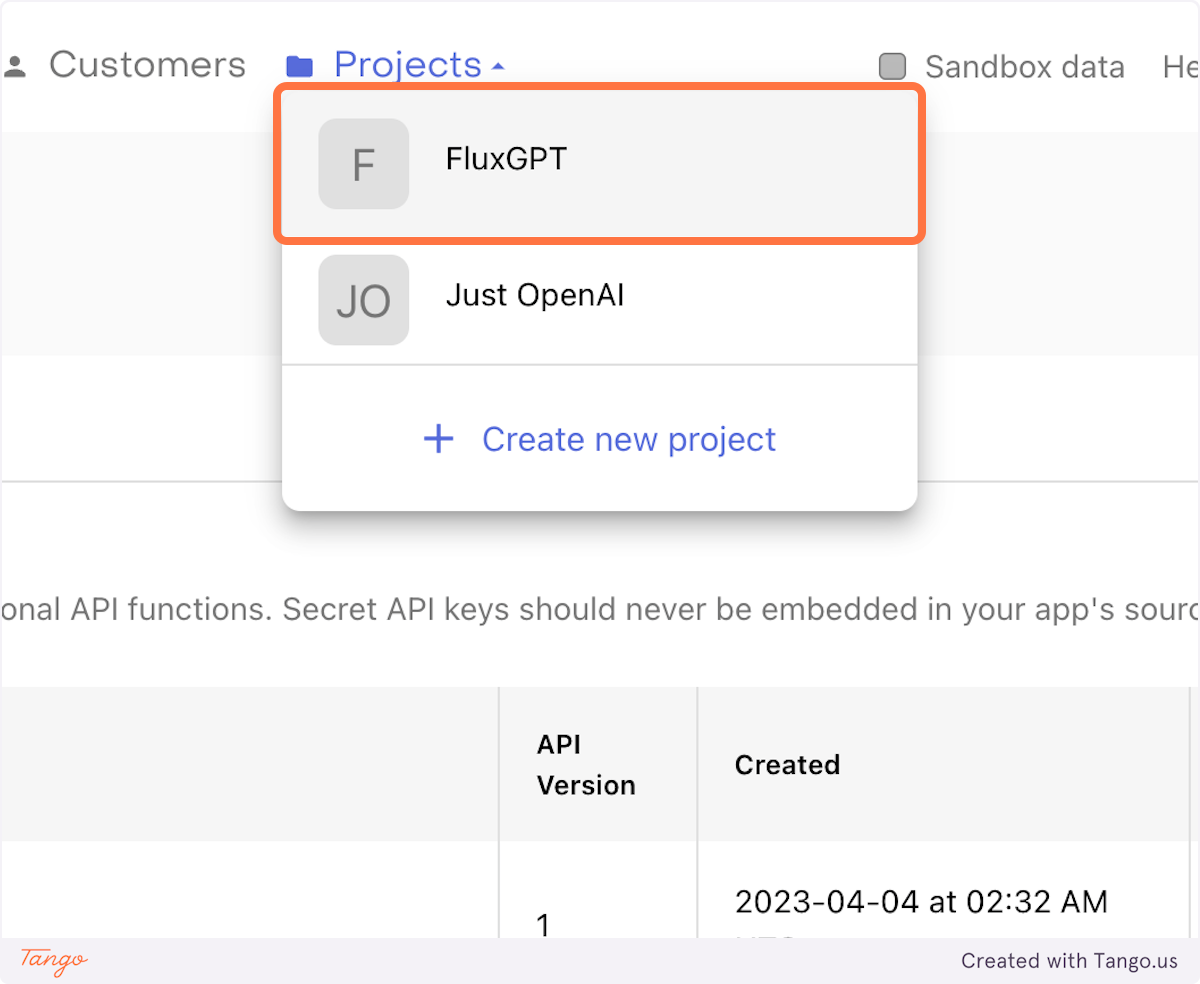 Customers
Projects
Sandbox data
He
F
FluxGPT
JO
Just OpenAI
+ Create new project
onal API functions. Secret API keys should never be embedded in your app's sourc
API
Version
Created
1
2023-04-04 at 02:32 AM
Tango
Created with Tango.us